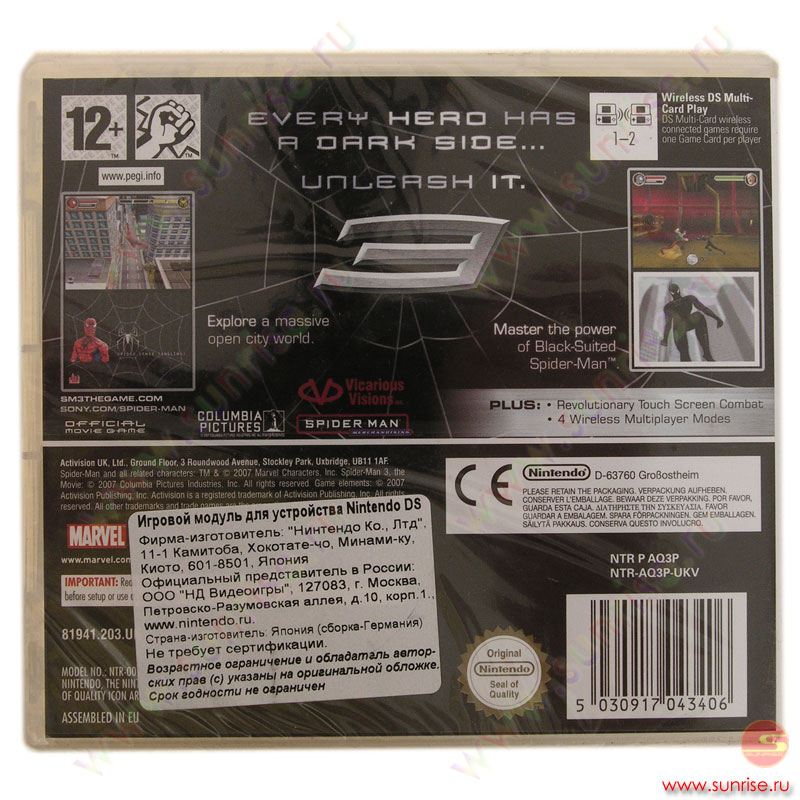 12+
www.pegi.info
EVERY HERO HAS
A DARK SIDE...
UNLEASH IT.
3
1-2
Wireless DS Multi-
Card Play
DS Multi-Card wireless
connected games require
one Game Card per player
Explore a massive
open city world.
Master the power
of Black-Suited
Spider-Man™.
SM3THEGAME.COM
SONY.COM/SPIDER-MAN
OFFICIAL
MOVIE GAME
COLUMBIA
PICTURES
Vicarious
Visions
SPIDER-MAN
MERCHANDISING
PLUS: • Revolutionary Touch Screen Combat
• 4 Wireless Multiplayer Modes
Activision UK, Ltd., Ground Floor, 3 Roundwood Avenue, Stockley Park, Uxbridge, UB11 1AF.
Spider-Man and all related characters: TM & © 2007 Marvel Characters, Inc. Spider-Man 3, the
Movie: © 2007 Columbia Pictures Industries, Inc. Game code: © 2007 Activision
Publishing, Inc. Activision is a registered trademark of Activision Publishing, Inc.
All rights reserved. All other trademarks and trade names
MARVEL
www.marvel.com
IMPORTANT:
before setup or use
81941.203.U
MODEL NO.: NTR-00
NINTENDO, THE NIN
OF QUALITY ICON AR
ASSEMBLED IN EU
Игровой модуль для устройства Nintendo DS
Фирма-изготовитель: "Нинтендо Ко., Лтд".
11-1 Камитоба, Хокотате-чо, Минами-ку,
Киото, 601-8501, Япония
Официальный представитель в России:
ООО "НД Видеоигры", 127083, г. Москва,
Петровско-Разумовская аллея, д.10, корп.1.,
www.nintendo.ru.
Страна-изготовитель: Япония (сборка-Германия)
Не требует сертификации.
Возрастное ограничение и обладатель автор-
ских прав (с) указаны на оригинальной обложке.
Срок годности не ограничен
CE Nintendo D-63760 Großostheim
PLEASE RETAIN THE PACKAGING. VERPACKUNG AUFHEBEN.
CONSERVER CET EMBALLAGE. BEWAAR DE VERPAKKING. POR FAVOR,
GUARDA ESTA CAJA. ΔΙΑΤΗΡΗΣΤΕ ΤΗΝ ΣΥΣΚΕΥΑΣΙΑ. POR FAVOR,
GUARDE ESTA EMBALAGEM. SPARA FÖRPACKNINGEN. GEM EMBALLAGEN.
SÄILYTÄ PAKKAUS. CONSERVA QUESTO INVOLUCRO.
NTR P AQ3P
NTR-AQ3P-UKV
Original
Nintendo
Seal of
Quality
5 030917 043406
www.sunrise.ru